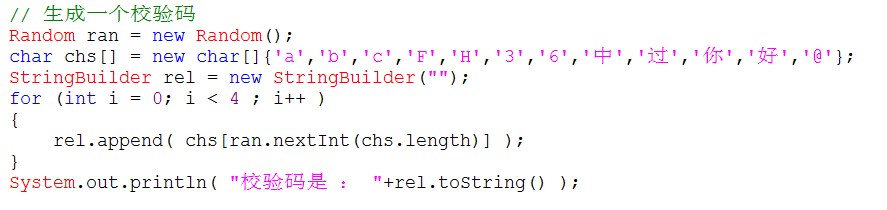 // 生成一个校验码
Random ran = new Random();
char chs[] = new char[]{'a','b','c','F','H','3','6','中','过','你','好','@'};
StringBuilder rel = new StringBuilder("");
for (int i = 0; i < 4 ; i++ )
{
    rel.append( chs[ran.nextInt(chs.length)] );
}
System.out.println( "校验码是 ： "+rel.toString() );